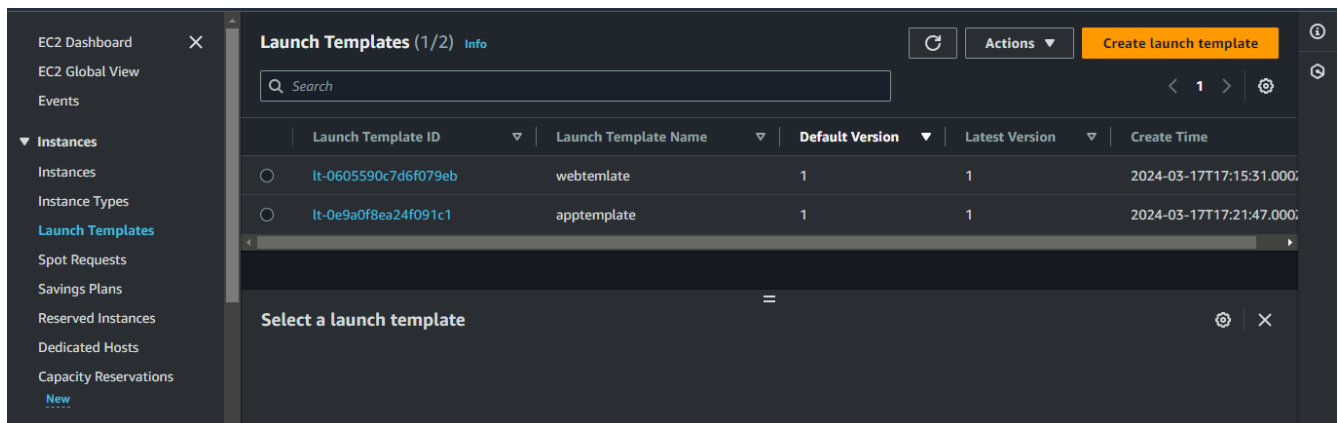 EC2 Dashboard
EC2 Global View
Events
Instances
Instances
Instance Types
Launch Templates
Spot Requests
Savings Plans
Reserved Instances
Dedicated Hosts
Capacity Reservations
New
Launch Templates (1/2) Info
Actions
Create launch template
Search
1
Launch Template ID Launch Template Name Default Version Latest Version Create Time
lt-0605590c7d6f079eb webtemlate 1 1 2024-03-17T17:15:31.000Z
lt-0e9a0f8ea24f091c1 apptemplate 1 1 2024-03-17T17:21:47.000Z
Select a launch template